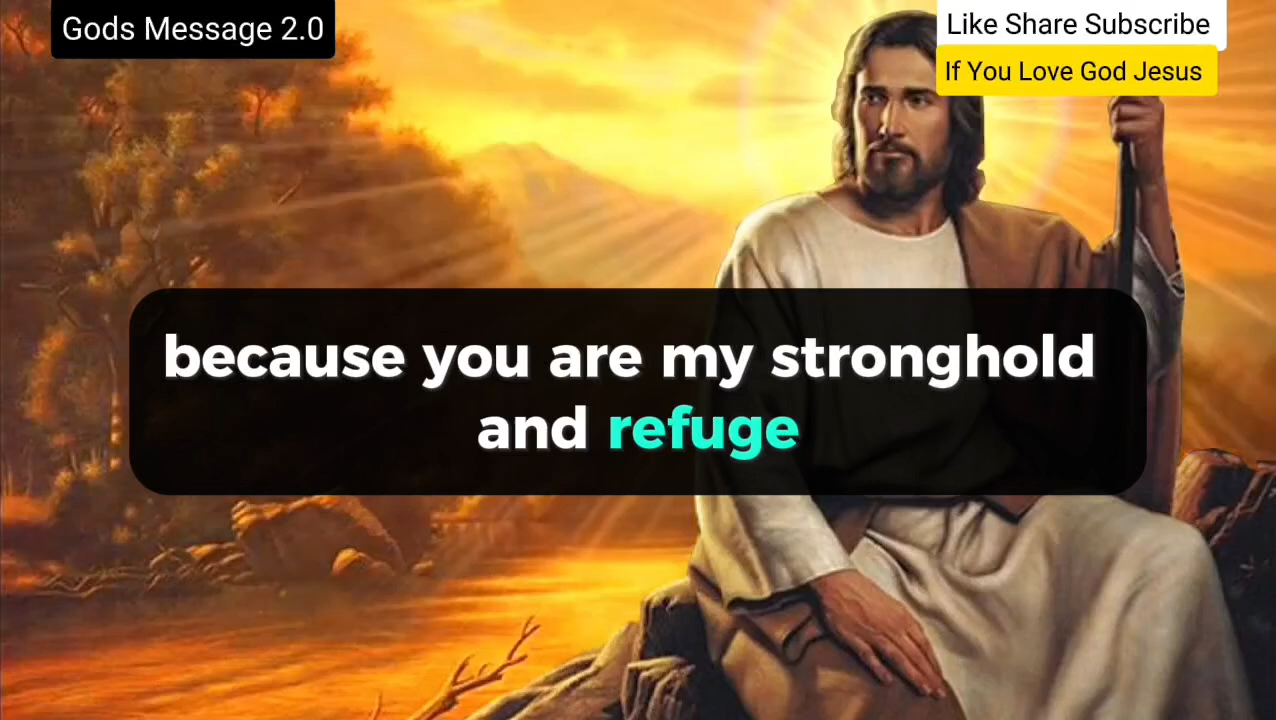 Gods Message 2.0
Like Share Subscribe
If You Love God Jesus
because you are my stronghold
and refuge